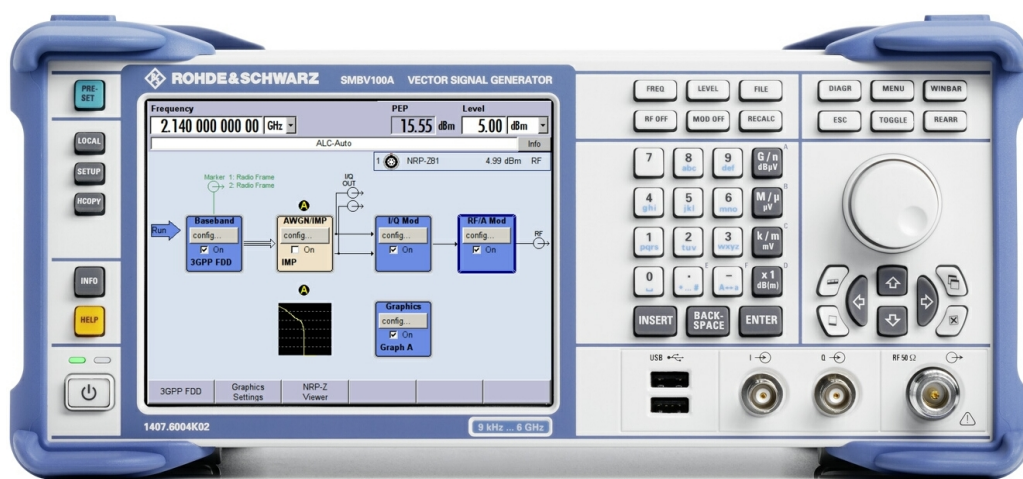 ROHDE&SCHWARZ SMBV100A VECTOR SIGNAL GENERATOR
PRE-
SET
LOCAL
SETUP
HCOPY
INFO
HELP
Frequency PEP Level
2.140 000 000 00 GHz 15.55 dBm 5.00 dBm
ALC-Auto Info
1 NRP-Z81 4.99 dBm RF
Marker 1: Radio Frame
2: Radio Frame
I/Q
OUT
A
Run
Baseband AWGN/IMP I/Q Mod RF/A Mod
config... config... config... config...
On On On On
3GPP FDD IMP
RF
A
Graphics
config...
On
Graph A
3GPP FDD Graphics Settings NRP-Z Viewer
1407.6004K02 9 kHz ... 6 GHz
FREQ LEVEL FILE
RF OFF MOD OFF RECALC
DIAGR MENU WINBAR
ESC TOGGLE REARR
7 8 abc 9 def G/n dBµV A
4 ghi 5 jkl 6 mno M/µ µV B
1 pqrs 2 tuv 3 wxyz k/m mV C
0 . *...# E - A↔a F x1 dB(m) D
INSERT BACK-SPACE ENTER
USB I Q RF 50 Ω